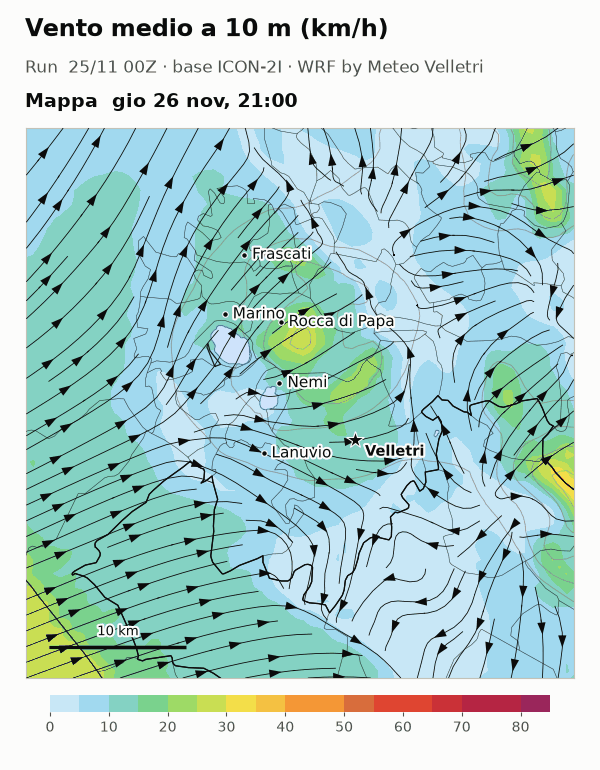 Vento medio a 10 m (km/h)
Run  25/11 00Z · base ICON-2I · WRF by Meteo Velletri
Mappa  gio 26 nov, 21:00
Frascati
Marino
Rocca di Papa
Nemi
Velletri
Lanuvio
10 km
0 10 20 30 40 50 60 70 80